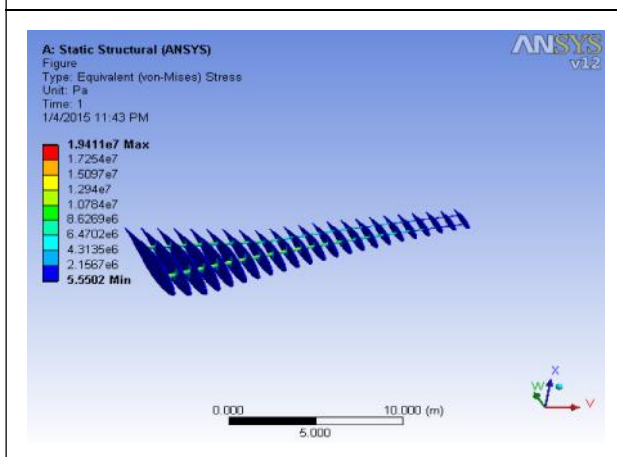 A: Static Structural (ANSYS)
Figure
Type: Equivalent (von-Mises) Stress
Unit: Pa
Time: 1
1/4/2015 11:43 PM
ANSYS
v12
1.9411e7 Max
1.7254e7
1.5097e7
1.294e7
1.0784e7
8.6269e6
6.4702e6
4.3135e6
2.1567e6
5.5502 Min
0.000
10.000 (m)
5.000
X
W
V